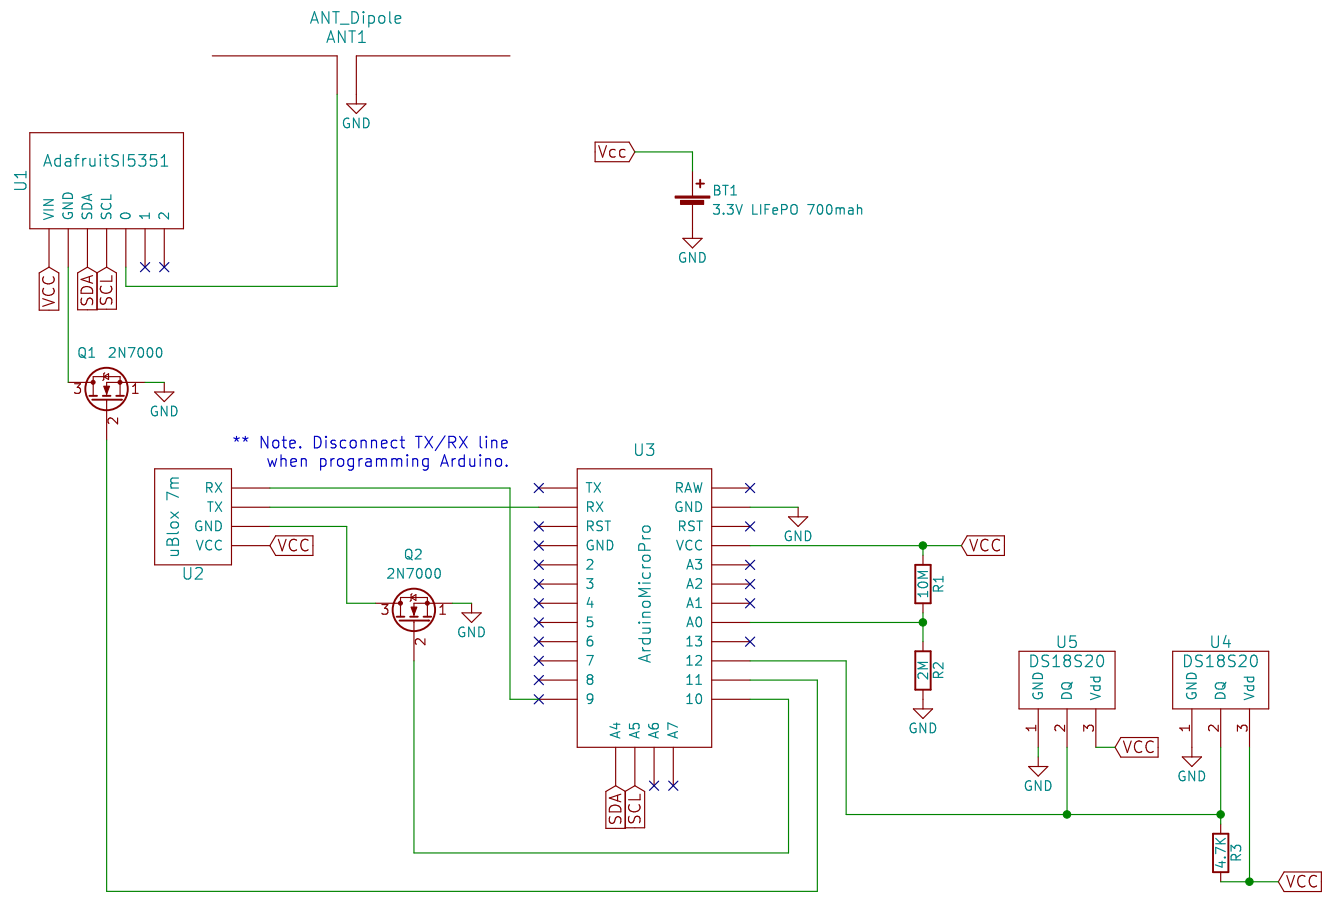 ANT_Dipole
ANT1
GND
U1
AdafruitSI5351
VIN
GND
SDA
SCL
0
1
2
VCC
SDA
SCL
Vcc
BT1
3.3V LIFePO 700mah
GND
Q1 2N7000
3
1
2
GND
** Note. Disconnect TX/RX line
when programming Arduino.
uBlox 7m
RX
TX
GND
VCC
U2
VCC
Q2
2N7000
3
1
2
GND
U3
ArduinoMicroPro
TX
RX
RST
GND
2
3
4
5
6
7
8
9
RAW
GND
RST
VCC
A3
A2
A1
A0
13
12
11
10
A4
A5
A6
A7
SDA
SCL
GND
VCC
10M
R1
2M
R2
GND
U5
DS18S20
GND
DQ
Vdd
1
2
3
GND
VCC
U4
DS18S20
GND
DQ
Vdd
1
2
3
GND
4.7K
R3
VCC